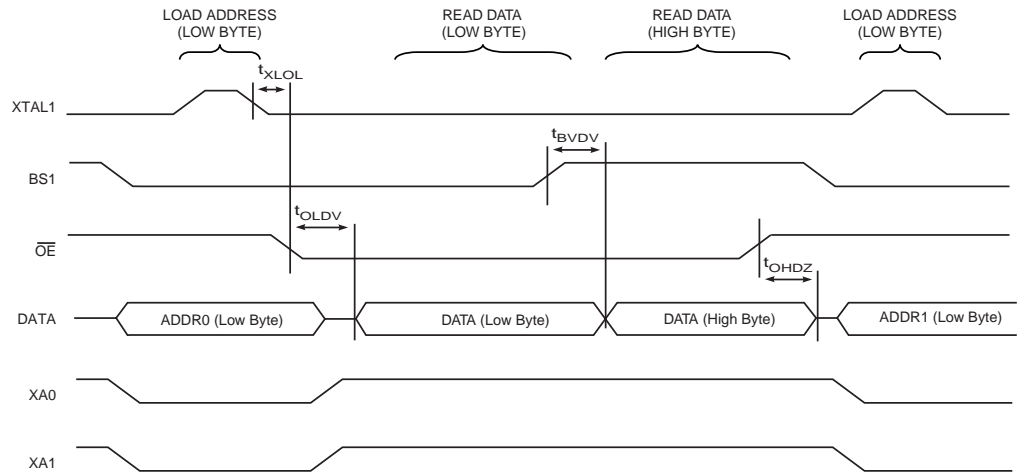 LOAD ADDRESS
(LOW BYTE)
READ DATA
(LOW BYTE)
READ DATA
(HIGH BYTE)
LOAD ADDRESS
(LOW BYTE)
tXLOL
XTAL1
tBVDV
BS1
tOLDV
OE
tOHDZ
DATA
ADDR0 (Low Byte)
DATA (Low Byte)
DATA (High Byte)
ADDR1 (Low Byte)
XA0
XA1